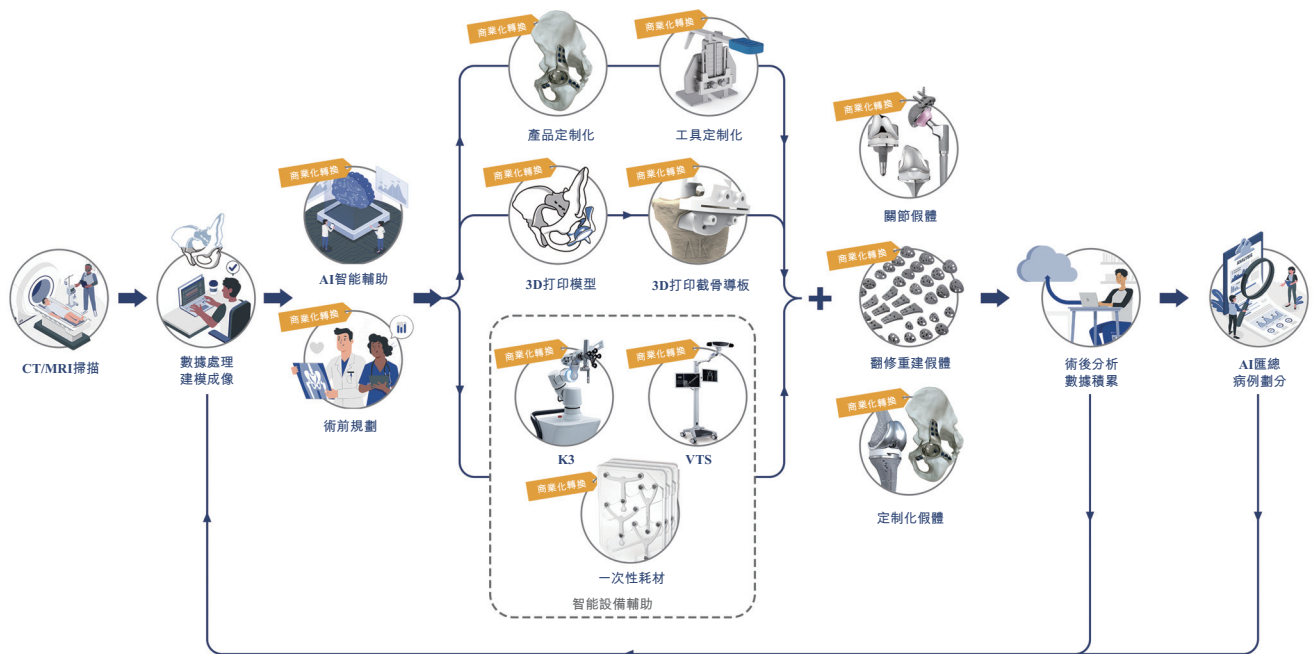 CT/MRI掃描
數據處理
建模成像
商業化轉換
AI智能輔助
商業化轉換
術前規劃
商業化轉換
產品定制化
商業化轉換
工具定制化
商業化轉換
3D打印模型
商業化轉換
3D打印截骨導板
商業化轉換
K3
商業化轉換
VTS
商業化轉換
一次性耗材
智能設備輔助
商業化轉換
關節假體
商業化轉換
翻修重建假體
商業化轉換
定制化假體
術後分析
數據積累
AI匯總
病例劃分